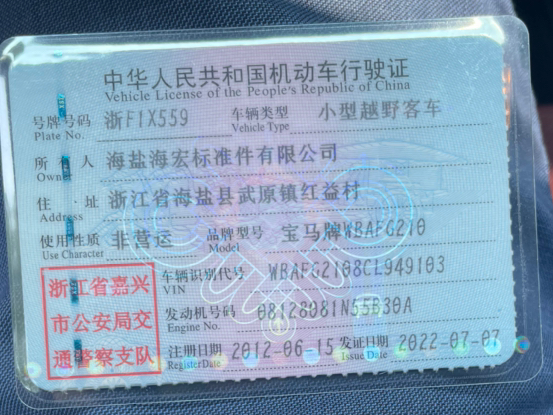 中华人民共和国机动车行驶证
Vehicle License of the People's Republic of China
号牌号码 浙F1X559 车辆类型 小型越野客车
Plate No. Vehicle Type
所有人 海盐海宏标准件有限公司
Owner
住址 浙江省海盐县武原镇红益村
Address
使用性质 非营运 品牌型号 宝马牌WBAFG210
Use Character Model
浙江省嘉兴
市公安局交
通警察支队
车辆识别代号 WBAFG2108CL949103
VIN
发动机号码 08128081N55B30A
Engine No.
注册日期 2012-06-15 发证日期 2022-07-07
Register Date Issue Date